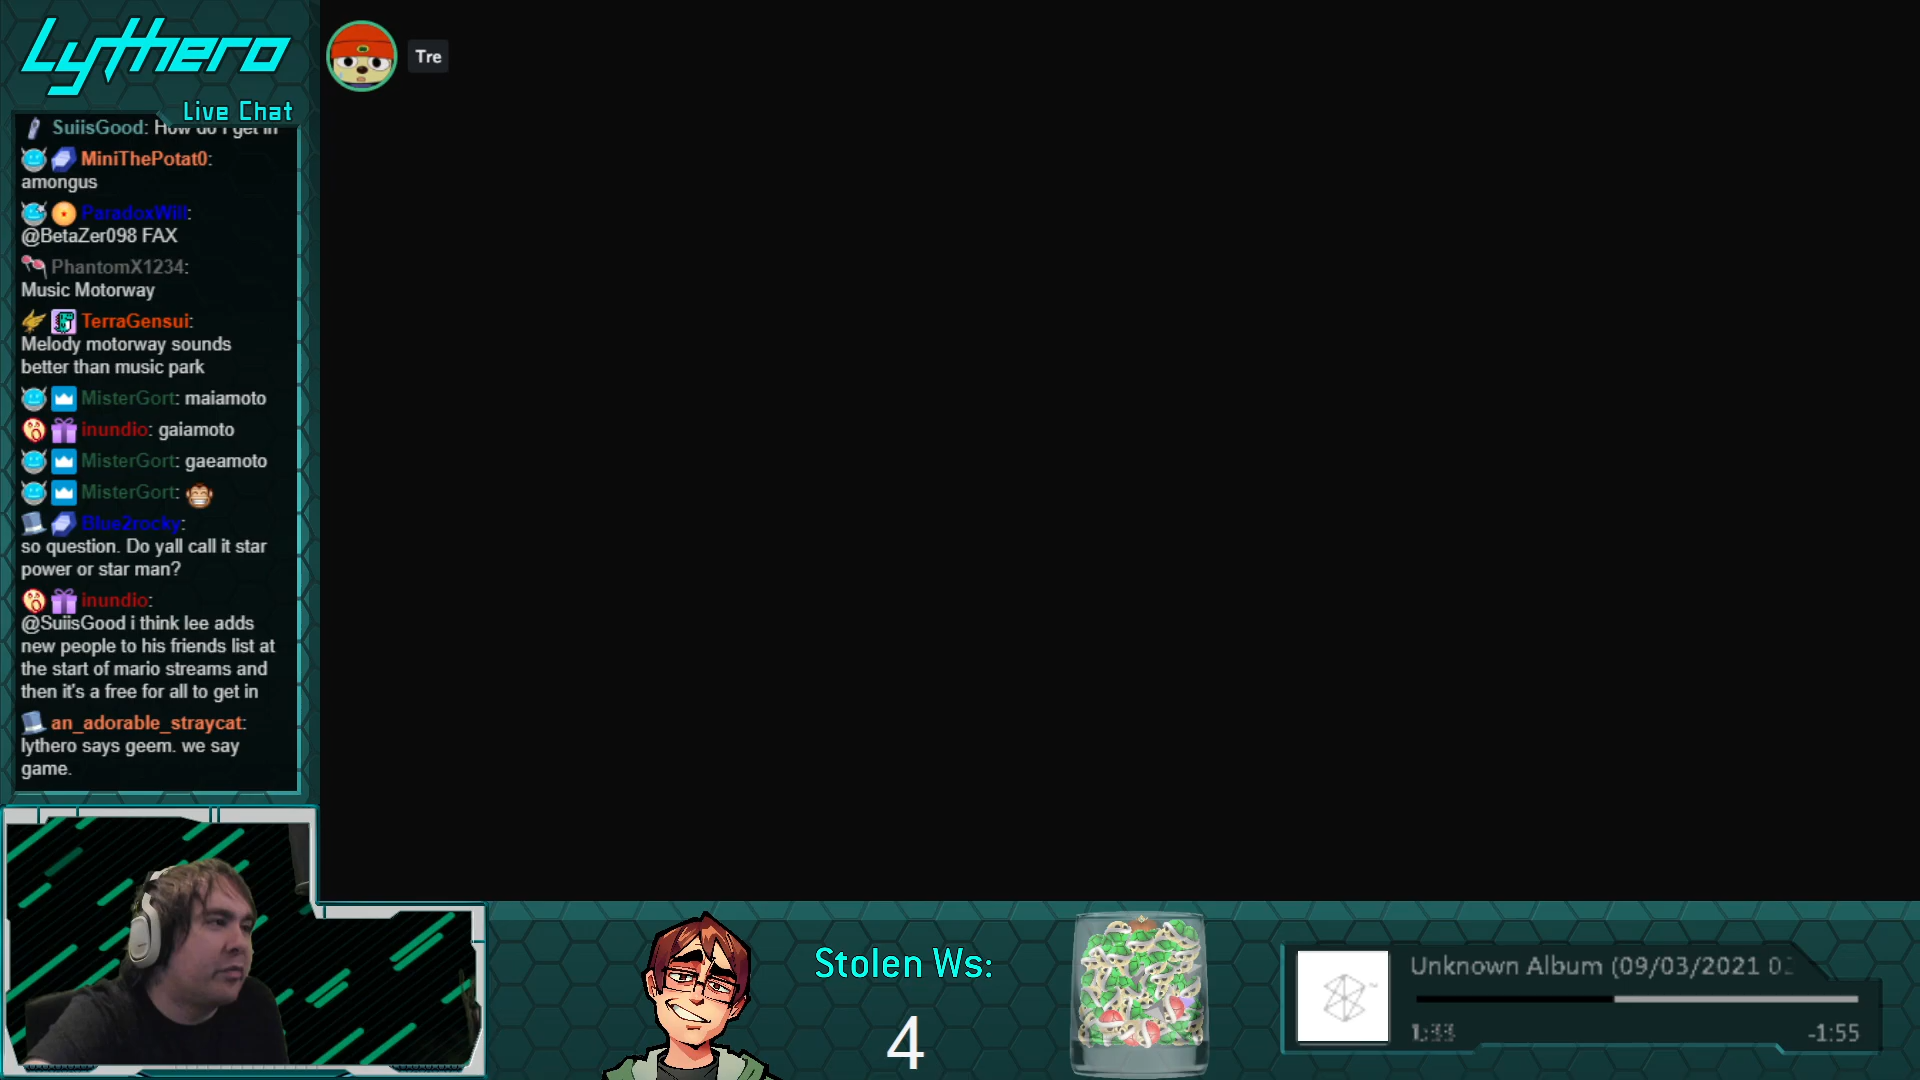 Lythero
Live Chat
SuiisGood: How do I get in
MiniThePotat0:
amongus
ParadoxWill:
@BetaZer098 FAX
PhantomX1234:
Music Motorway
TerraGensui:
Melody motorway sounds
better than music park
MisterGort: maiamoto
inundio: gaiamoto
MisterGort: gaeamoto
MisterGort:
Blue2rocky:
so question. Do yall call it star
power or star man?
inundio:
@SuiisGood i think lee adds
new people to his friends list at
the start of mario streams and
then it's a free for all to get in
an_adorable_straycat:
lythero says geem. we say
game.
Tre
Stolen Ws:
4
Unknown Album (09/03/2021
-1:55